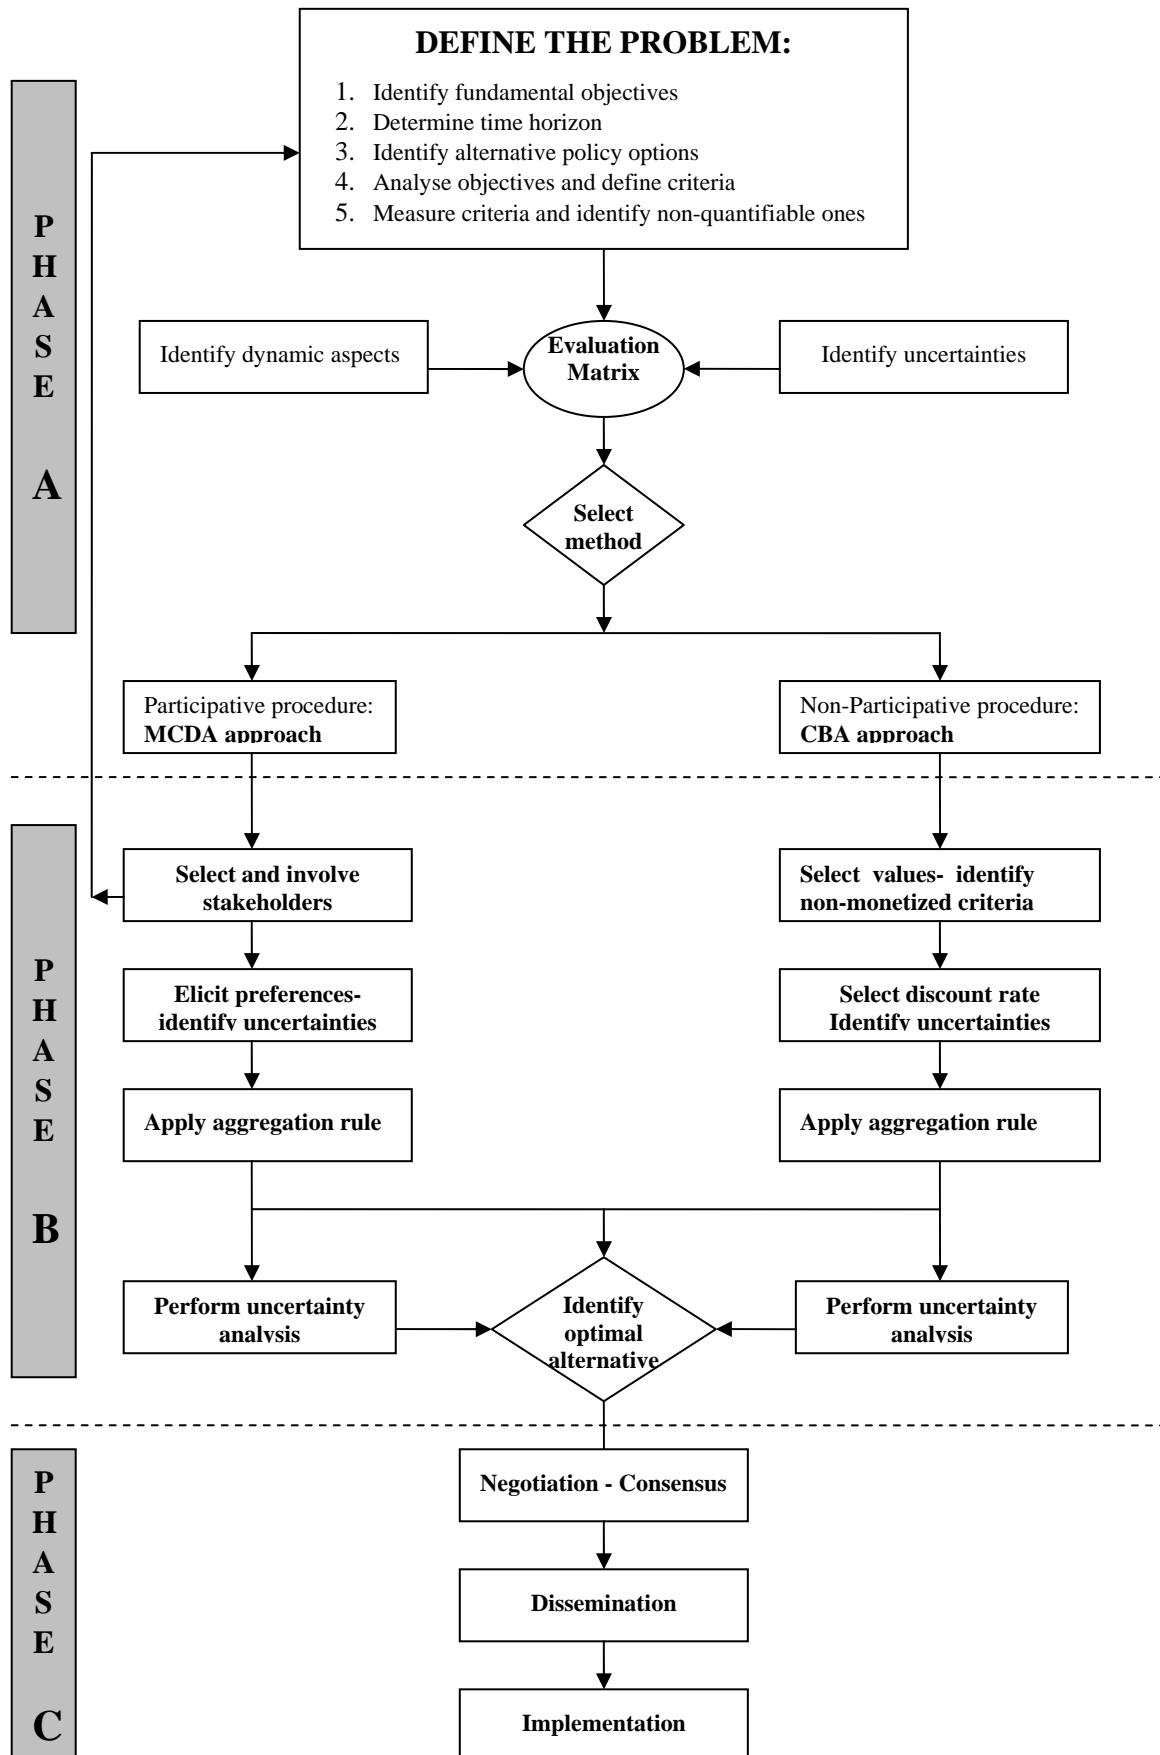 DEFINE THE PROBLEM:
1. Identify fundamental objectives
2. Determine time horizon
3. Identify alternative policy options
4. Analyse objectives and define criteria
5. Measure criteria and identify non-quantifiable ones
PHASE A
Identify dynamic aspects
Evaluation
Matrix
Identify uncertainties
Select
method
Participative procedure:
MCDA approach
Non-Participative procedure:
CBA approach
PHASE B
Select and involve
stakeholders
Select values- identify
non-monetized criteria
Elicit preferences-
identify uncertainties
Select discount rate
Identify uncertainties
Apply aggregation rule
Apply aggregation rule
Perform uncertainty
analysis
Identify
optimal
alternative
Perform uncertainty
analysis
PHASE C
Negotiation - Consensus
Dissemination
Implementation